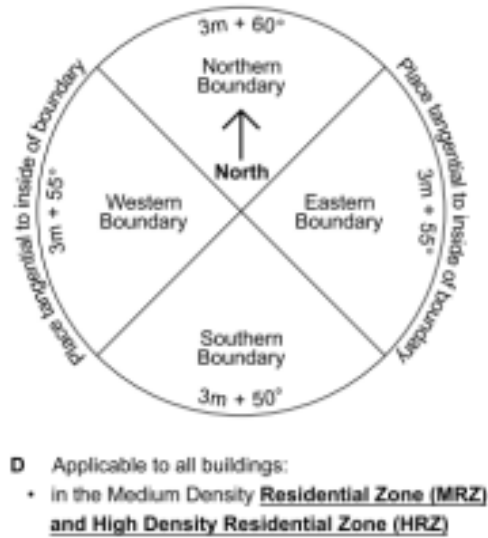 3m + 60°
Northern
Boundary
North
Place tangential to inside of boundary
3m + 55°
Western
Boundary
Eastern
Boundary
3m + 55°
Place tangential to inside of boundary
Southern
Boundary
3m + 50°
D Applicable to all buildings:
• in the Medium Density Residential Zone (MRZ)
and High Density Residential Zone (HRZ)